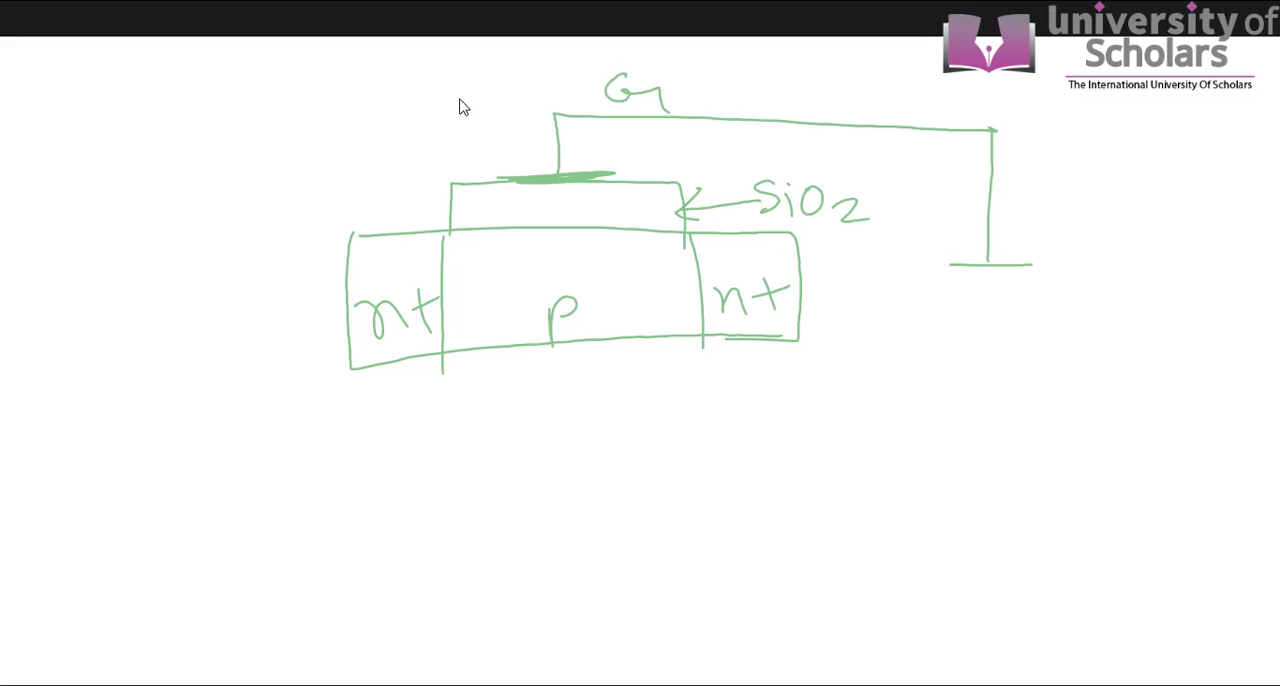 University of
Scholars
The International University Of Scholars
G
SiO2
n+
p
n+